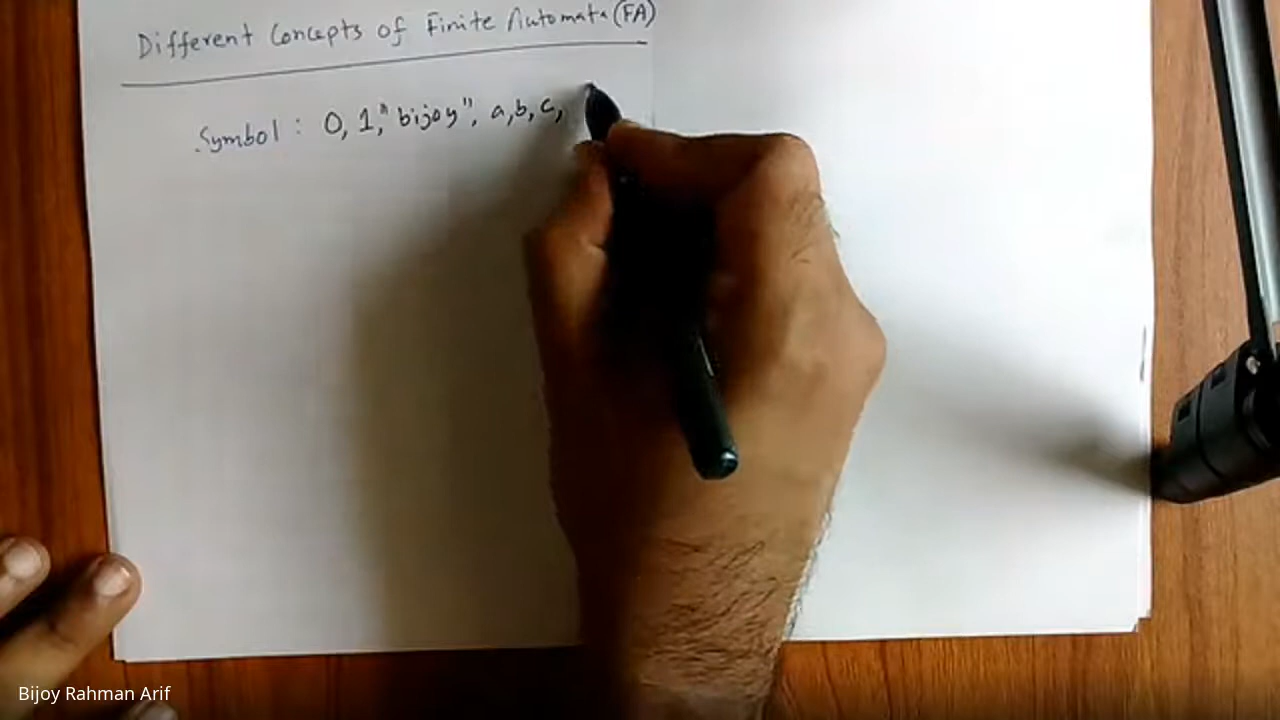 Different Concepts of Finite Automata (FA)
Symbol : 0, 1, "bijoy", a, b, c,
Bijoy Rahman Arif